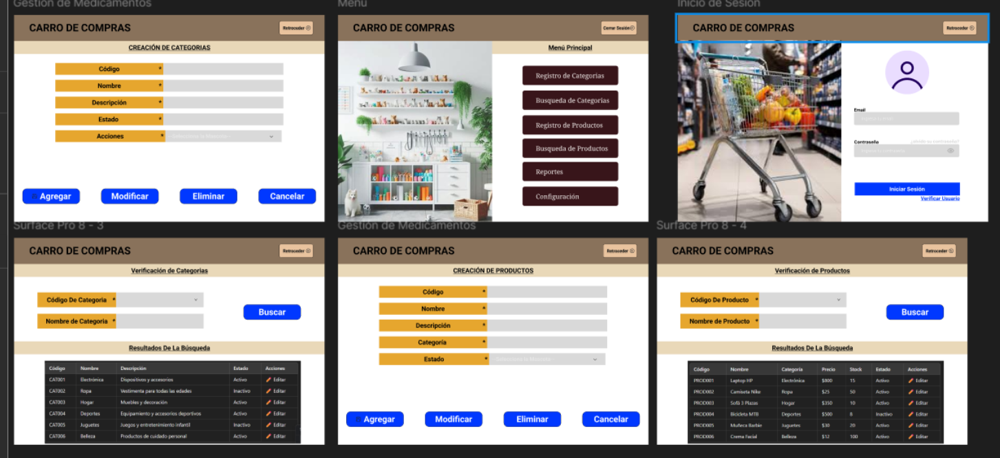 Gestión de Medicamentos
CARRO DE COMPRAS
Retroceder
CREACIÓN DE CATEGORIAS
Código *
Nombre *
Descripción *
Estado *
Acciones *
--Seleccione la Muestra--
Agregar
Modificar
Eliminar
Cancelar
Menú
CARRO DE COMPRAS
Cerrar Sesión
Menú Principal
Registro de Categorias
Busqueda de Categorias
Registro de Productos
Busqueda de Productos
Reportes
Configuración
Inicio de Sesión
CARRO DE COMPRAS
Retroceder
Email
Contraseña
Iniciar Sesión
Verificar Usuario
Surface Pro 8 - 3
CARRO DE COMPRAS
Retroceder
Verificación de Categorias
Código De Categoria *
Nombre de Categoria *
Buscar
Resultados De La Búsqueda
Código Nombre Descripción Estado Acciones
CAT001 Electrónica Dispositivos y accesorios Activo Editar
CAT002 Ropa Vestimenta para todas las edades Inactivo Editar
CAT003 Hogar Muebles y decoración Activo Editar
CAT004 Deportes Equipamiento y accesorios deportivos Activo Editar
CAT005 Juguetes Juegos y entretenimiento infantil Inactivo Editar
CAT006 Belleza Productos de cuidado personal Activo Editar
Gestión de Medicamentos
CARRO DE COMPRAS
Retroceder
CREACIÓN DE PRODUCTOS
Código *
Nombre *
Descripción *
Categoría *
Estado *
--Seleccione la Muestra--
Agregar
Modificar
Eliminar
Cancelar
Surface Pro 8 - 4
CARRO DE COMPRAS
Retroceder
Verificación de Productos
Código De Producto *
Nombre de Producto *
Buscar
Resultados De La Búsqueda
Código Nombre Categoría Precio Stock Estado Acciones
PROD001 Laptop HP Electrónica $800 15 Activo Editar
PROD002 Camiseta Nike Ropa $25 50 Activo Editar
PROD003 Sofá 3 Plazas Hogar $350 10 Activo Editar
PROD004 Bicicleta MTB Deportes $500 8 Inactivo Editar
PROD005 Muñeca Barbie Juguetes $30 20 Activo Editar
PROD006 Crema Facial Belleza $12 100 Activo Editar